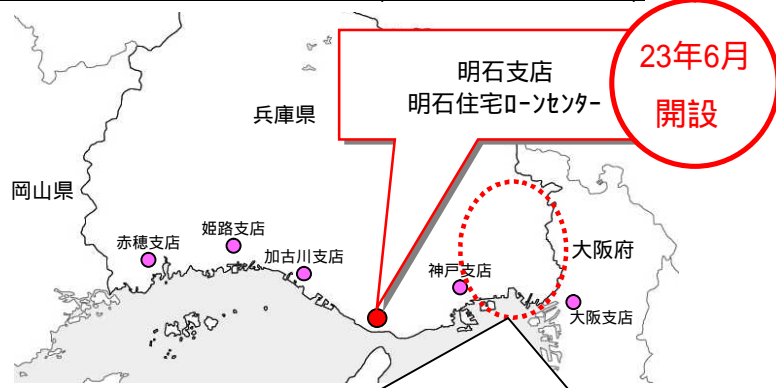 23年6月
開設
明石支店
明石住宅ﾛｰﾝｾﾝﾀｰ
兵庫県
岡山県
赤穂支店
姫路支店
加古川支店
神戸支店
大阪府
大阪支店